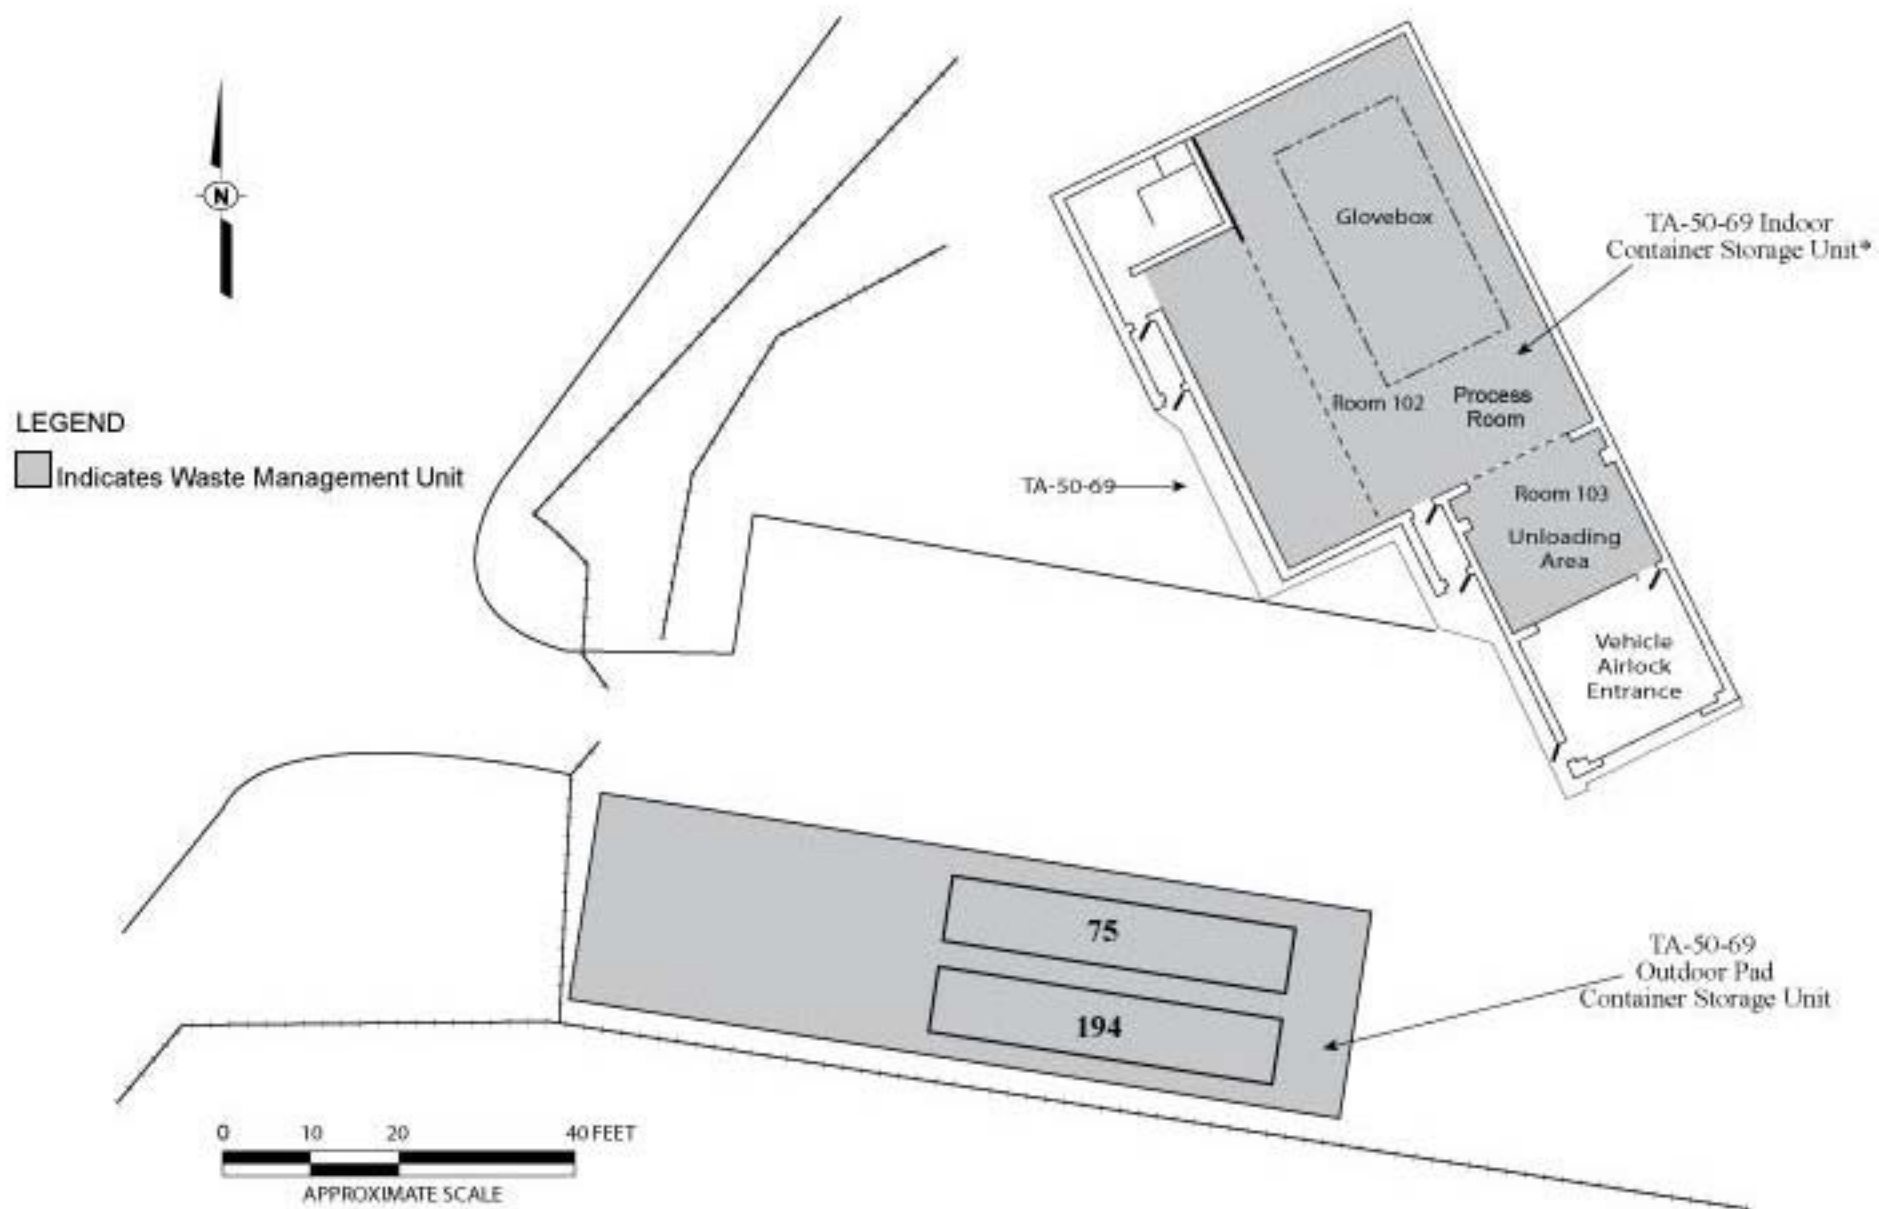 N
LEGEND
Indicates Waste Management Unit
Glovebox
TA-50-69 Indoor
Container Storage Unit*
Room 102
Process
Room
TA-50-69
Room 103
Unloading
Area
Vehicle
Airlock
Entrance
75
194
TA-50-69
Outdoor Pad
Container Storage Unit
0 10 20 40 FEET
APPROXIMATE SCALE